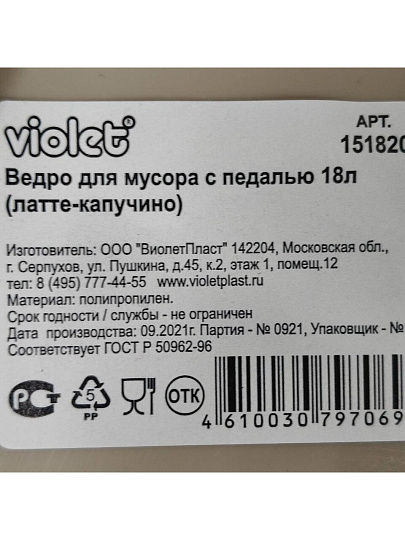 violet®
АРТ.
151820
Ведро для мусора с педалью 18л
(латте-капучино)
Изготовитель: ООО "ВиолетПласт" 142204, Московская обл.,
г. Серпухов, ул. Пушкина, д.45, к.2, этаж 1, помещ.12
тел: 8 (495) 777-44-55 www.violetplast.ru
Материал: полипропилен.
Срок годности / службы - не ограничен
Дата производства: 09.2021г. Партия - № 0921, Упаковщик - №
Соответствует ГОСТ Р 50962-96
РСТ
5
PP
ОТК
4 610030 797069